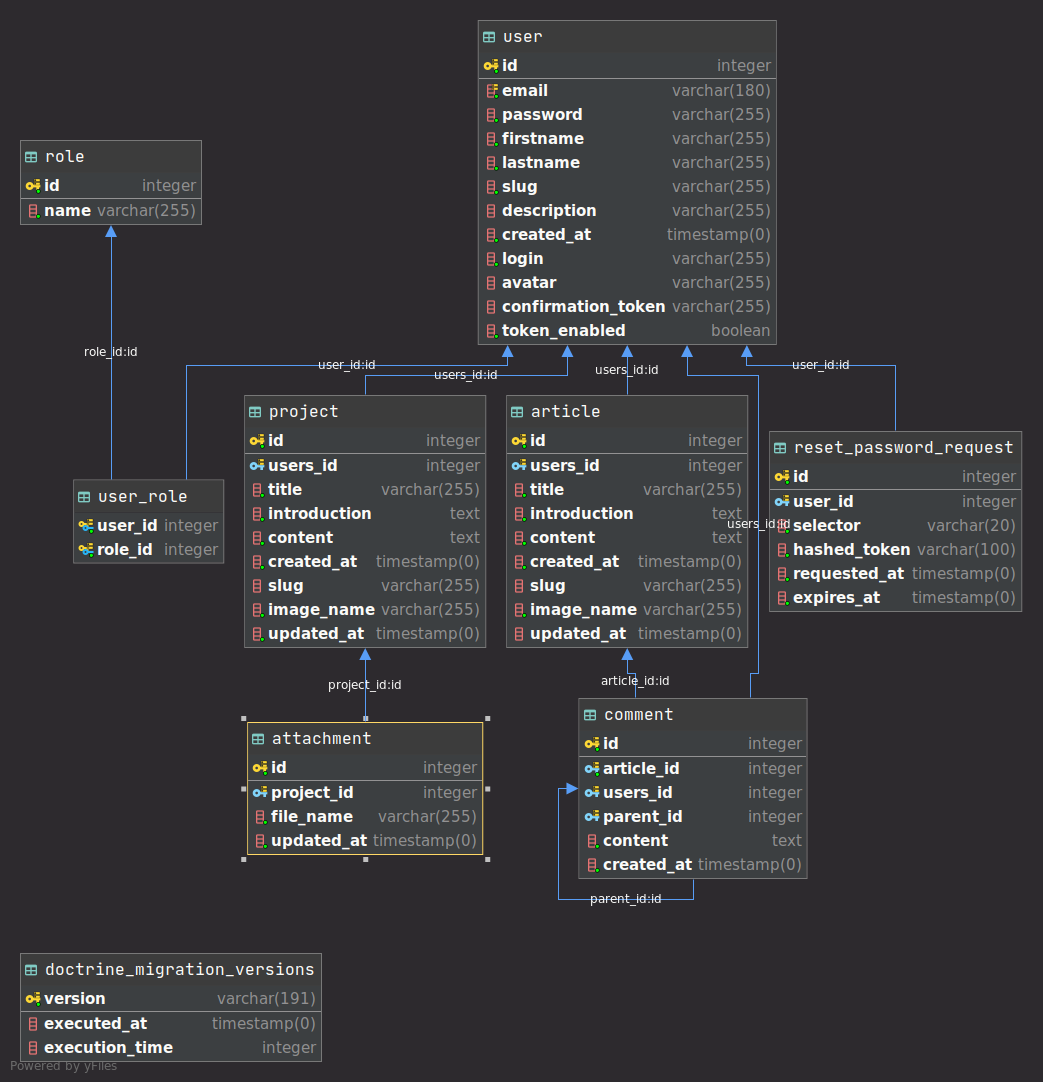 user
id integer
email varchar(180)
password varchar(255)
firstname varchar(255)
lastname varchar(255)
slug varchar(255)
description varchar(255)
created_at timestamp(0)
login varchar(255)
avatar varchar(255)
confirmation_token varchar(255)
token_enabled boolean
role
id integer
name varchar(255)
role_id:id
user_id:id
users_id:id
users_id:id
user_id:id
project
id integer
users_id integer
title varchar(255)
introduction text
content text
created_at timestamp(0)
slug varchar(255)
image_name varchar(255)
updated_at timestamp(0)
article
id integer
users_id integer
title varchar(255)
introduction text
content text
created_at timestamp(0)
slug varchar(255)
image_name varchar(255)
updated_at timestamp(0)
users_id:id
reset_password_request
id integer
user_id integer
selector varchar(20)
hashed_token varchar(100)
requested_at timestamp(0)
expires_at timestamp(0)
user_role
user_id integer
role_id integer
project_id:id
article_id:id
attachment
id integer
project_id integer
file_name varchar(255)
updated_at timestamp(0)
comment
id integer
article_id integer
users_id integer
parent_id integer
content text
created_at timestamp(0)
parent_id:id
doctrine_migration_versions
version varchar(191)
executed_at timestamp(0)
execution_time integer
Powered by yFiles